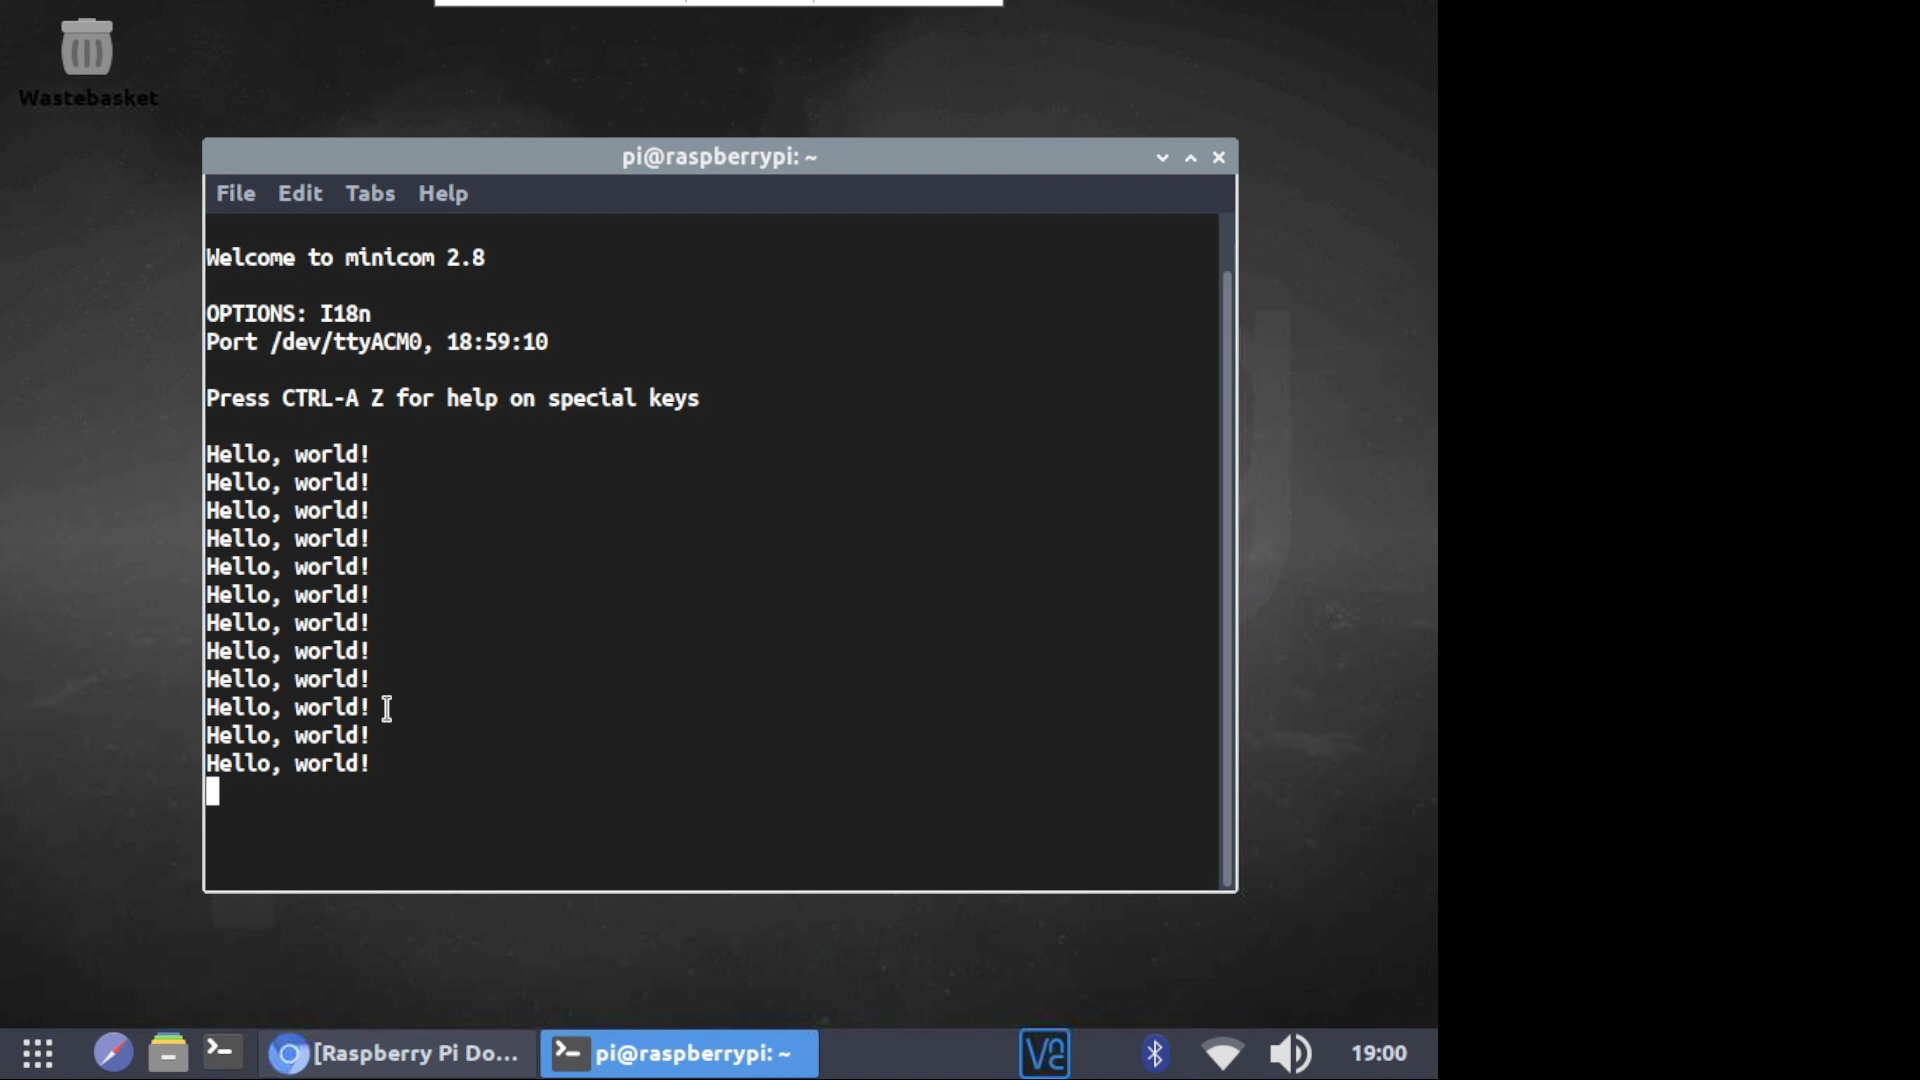 Wastebasket
pi@raspberrypi: ~
File Edit Tabs Help
Welcome to minicom 2.8
OPTIONS: I18n
Port /dev/ttyACM0, 18:59:10
Press CTRL-A Z for help on special keys
Hello, world!
Hello, world!
Hello, world!
Hello, world!
Hello, world!
Hello, world!
Hello, world!
Hello, world!
Hello, world!
Hello, world!
Hello, world!
Hello, world!
[Raspberry Pi Do... pi@raspberrypi: ~ 19:00